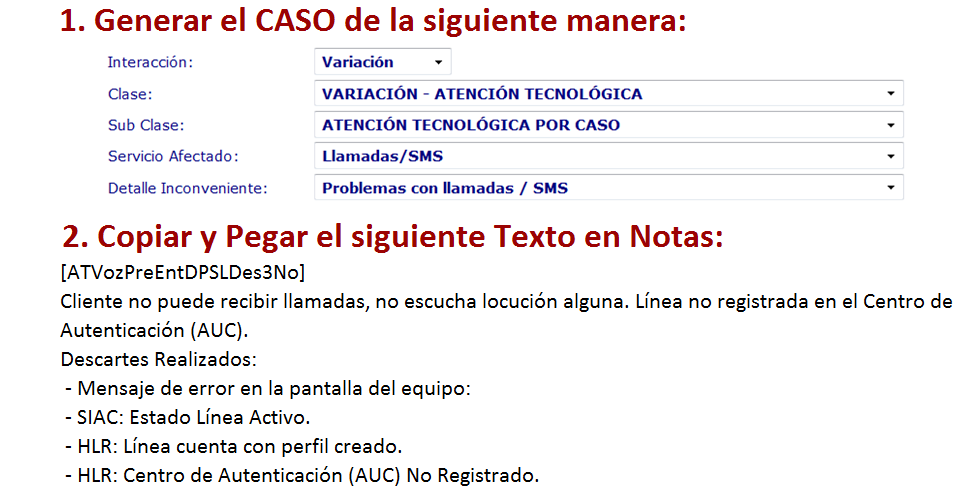 1. Generar el CASO de la siguiente manera:
Interacción: Variación
Clase: VARIACIÓN - ATENCIÓN TECNOLÓGICA
Sub Clase: ATENCIÓN TECNOLÓGICA POR CASO
Servicio Afectado: Llamadas/SMS
Detalle Inconveniente: Problemas con llamadas / SMS
2. Copiar y Pegar el siguiente Texto en Notas:
[ATVozPreEntDPSLDes3No]
Cliente no puede recibir llamadas, no escucha locución alguna. Línea no registrada en el Centro de
Autenticación (AUC).
Descartes Realizados:
- Mensaje de error en la pantalla del equipo:
- SIAC: Estado Línea Activo.
- HLR: Línea cuenta con perfil creado.
- HLR: Centro de Autenticación (AUC) No Registrado.